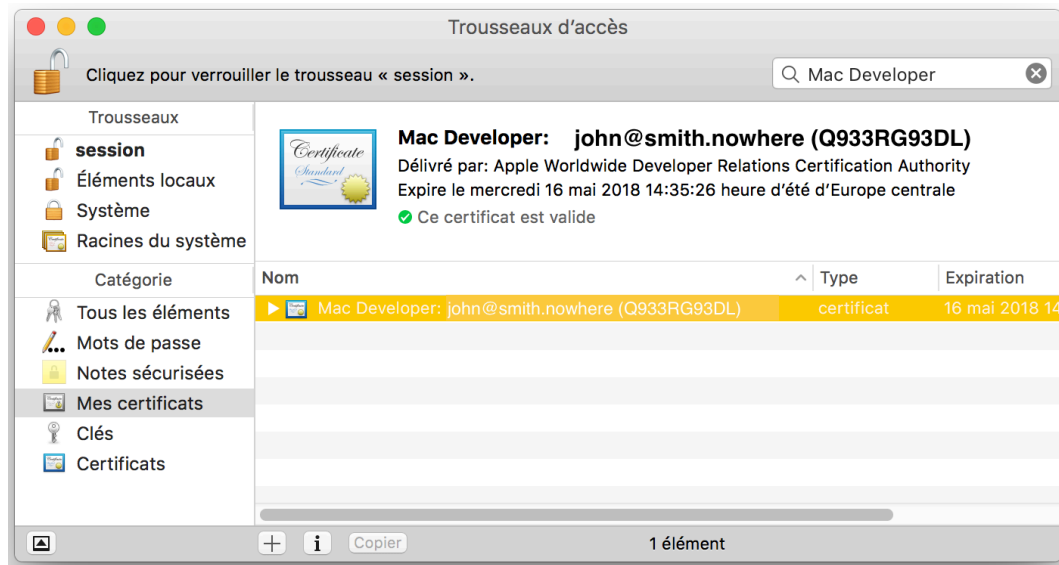 Trousseaux d’accès
Cliquez pour verrouiller le trousseau « session ».
Mac Developer
Trousseaux
session
Éléments locaux
Système
Racines du système
Catégorie
Tous les éléments
Mots de passe
Notes sécurisées
Mes certificats
Clés
Certificats
Certificate
Standard
Mac Developer: john@smith.nowhere (Q933RG93DL)
Délivré par: Apple Worldwide Developer Relations Certification Authority
Expire le mercredi 16 mai 2018 14:35:26 heure d’été d’Europe centrale
Ce certificat est valide
Nom Type Expiration
Mac Developer: john@smith.nowhere (Q933RG93DL) certificat 16 mai 2018 14
Copier
1 élément